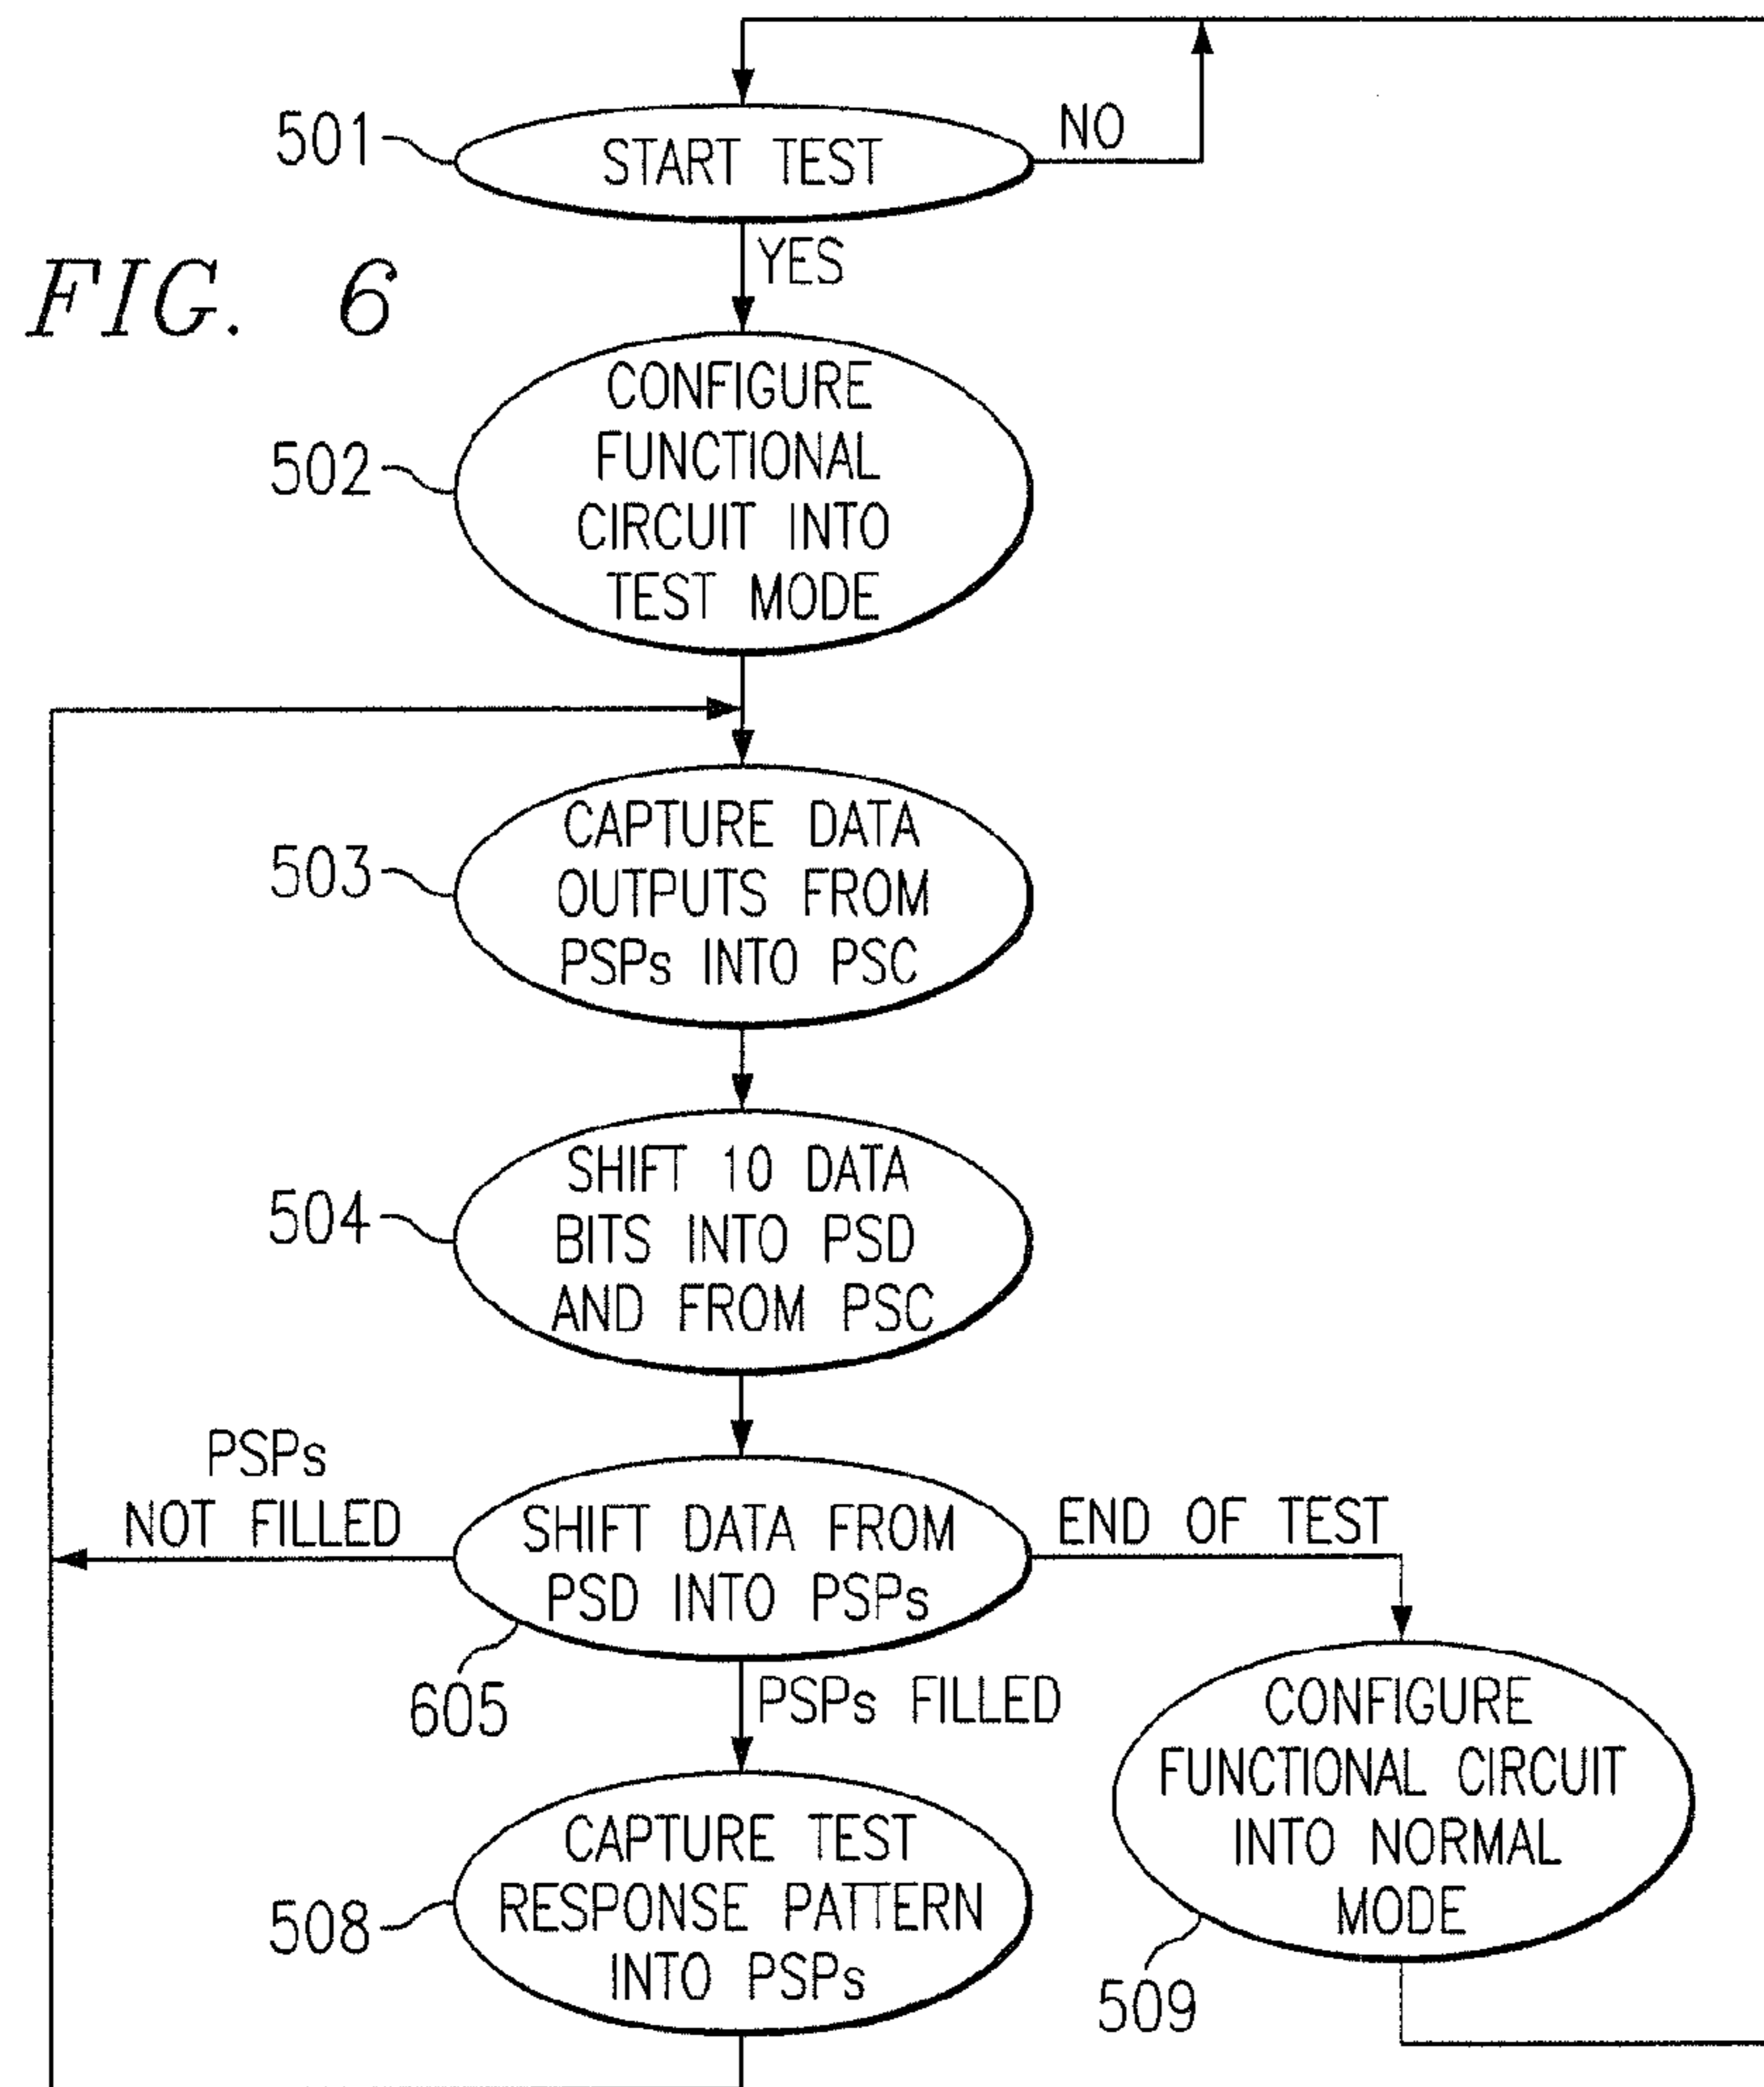 501
START TEST
NO
YES
FIG. 6
502
CONFIGURE
FUNCTIONAL
CIRCUIT INTO
TEST MODE
503
CAPTURE DATA
OUTPUTS FROM
PSPs INTO PSC
504
SHIFT 10 DATA
BITS INTO PSD
AND FROM PSC
PSPs
NOT FILLED
SHIFT DATA FROM
PSD INTO PSPs
END OF TEST
605
PSPs FILLED
CONFIGURE
FUNCTIONAL CIRCUIT
INTO NORMAL
MODE
509
508
CAPTURE TEST
RESPONSE PATTERN
INTO PSPs